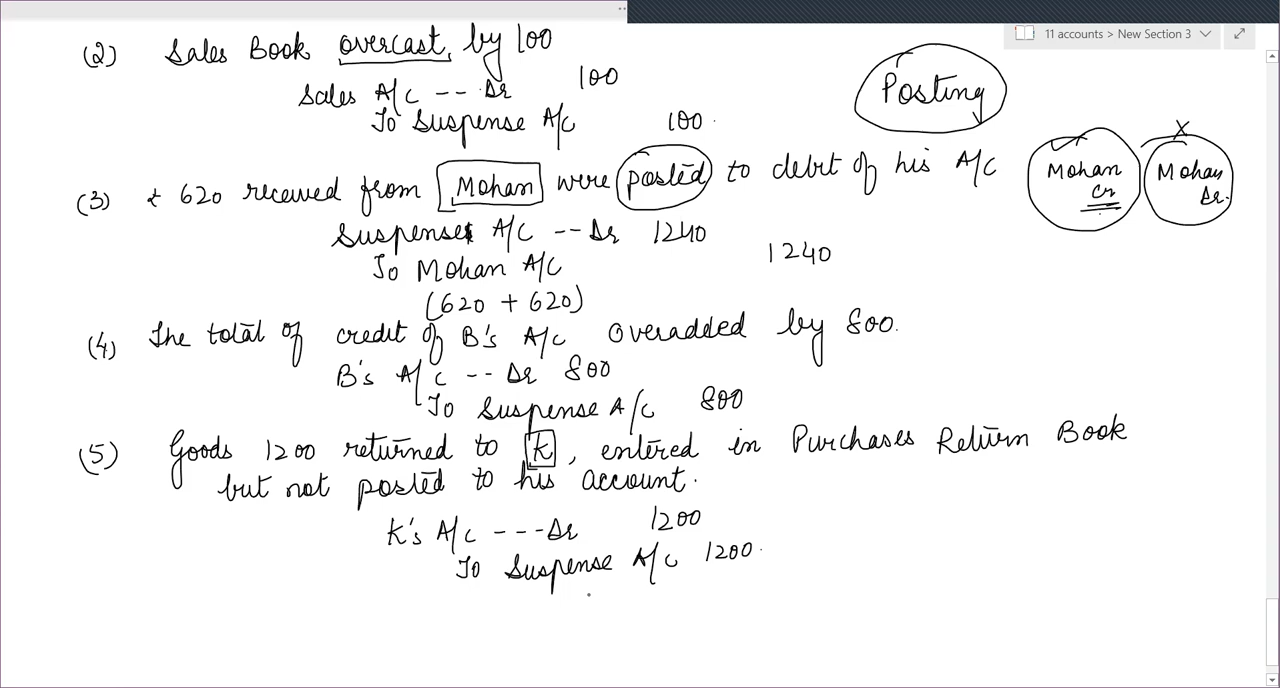 11 accounts > New Section 3
(2) Sales Book overcast by 100
Sales A/C -- Dr 100
To Suspense A/C 100
Posting
(3) ₹ 620 received from Mohan were posted to debit of his A/C
Mohan Cr
Mohan Dr.
Suspense A/C -- Dr 1240
To Mohan A/C 1240
(620 + 620)
(4) The total of credit of B's A/C overadded by 800.
B's A/C -- Dr 800
To Suspense A/C 800
(5) Goods 1200 returned to K, entered in Purchases Return Book
but not posted to his account.
K's A/C --- Dr 1200
To Suspense A/C 1200.